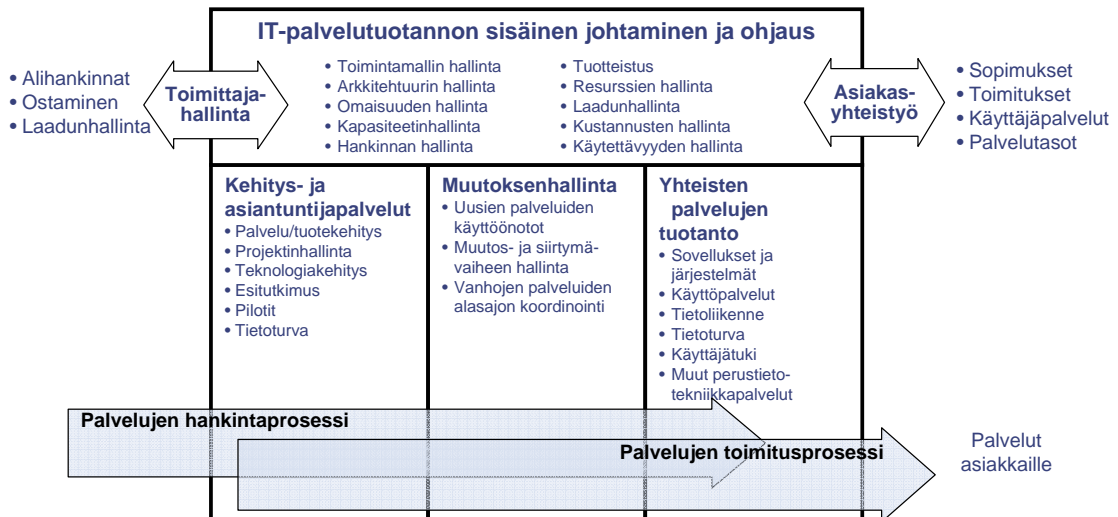 IT-palvelutuotannon sisäinen johtaminen ja ohjaus
• Alihankinnat
• Ostaminen
• Laadunhallinta
Toimittaja-
hallinta
• Toimintamallin hallinta
• Arkkitehtuurin hallinta
• Omaisuuden hallinta
• Kapasiteetinhallinta
• Hankinnan hallinta
• Tuotteistus
• Resurssien hallinta
• Laadunhallinta
• Kustannusten hallinta
• Käytettävyyden hallinta
Asiakas-
yhteistyö
• Sopimukset
• Toimitukset
• Käyttäjäpalvelut
• Palvelutasot
Kehitys- ja
asiantuntijapalvelut
• Palvelu/tuotekehitys
• Projektinhallinta
• Teknologiakehitys
• Esitutkimus
• Pilotit
• Tietoturva
Muutoksenhallinta
• Uusien palveluiden
käyttöönotot
• Muutos- ja siirtymä-
vaiheen hallinta
• Vanhojen palveluiden
alasajon koordinointi
Yhteisten
palvelujen
tuotanto
• Sovellukset ja
järjestelmät
• Käyttöpalvelut
• Tietoliikenne
• Tietoturva
• Käyttäjätuki
• Muut perustieto-
tekniikkapalvelut
Palvelujen hankintaprosessi
Palvelujen toimitusprosessi
Palvelut
asiakkaille